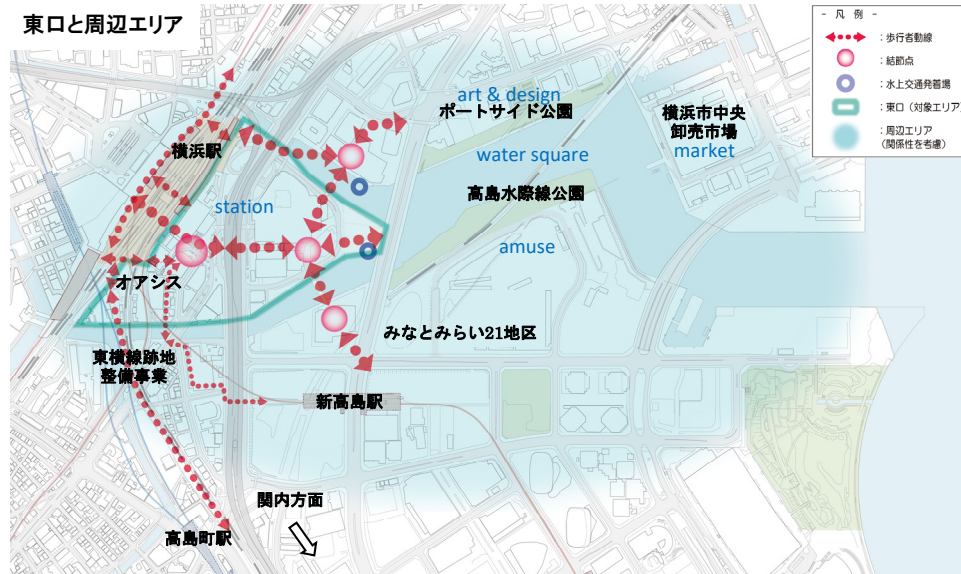 東口と周辺エリア
- 凡 例 -
：歩行者動線
：結節点
：水上交通発着場
：東口（対象エリア）
：周辺エリア
（関係性を考慮）
art & design
ポートサイド公園
横浜市中央
卸売市場
market
横浜駅
water square
高島水際線公園
station
amuse
オアシス
みなとみらい21地区
東横線跡地
整備事業
新高島駅
関内方面
高島町駅